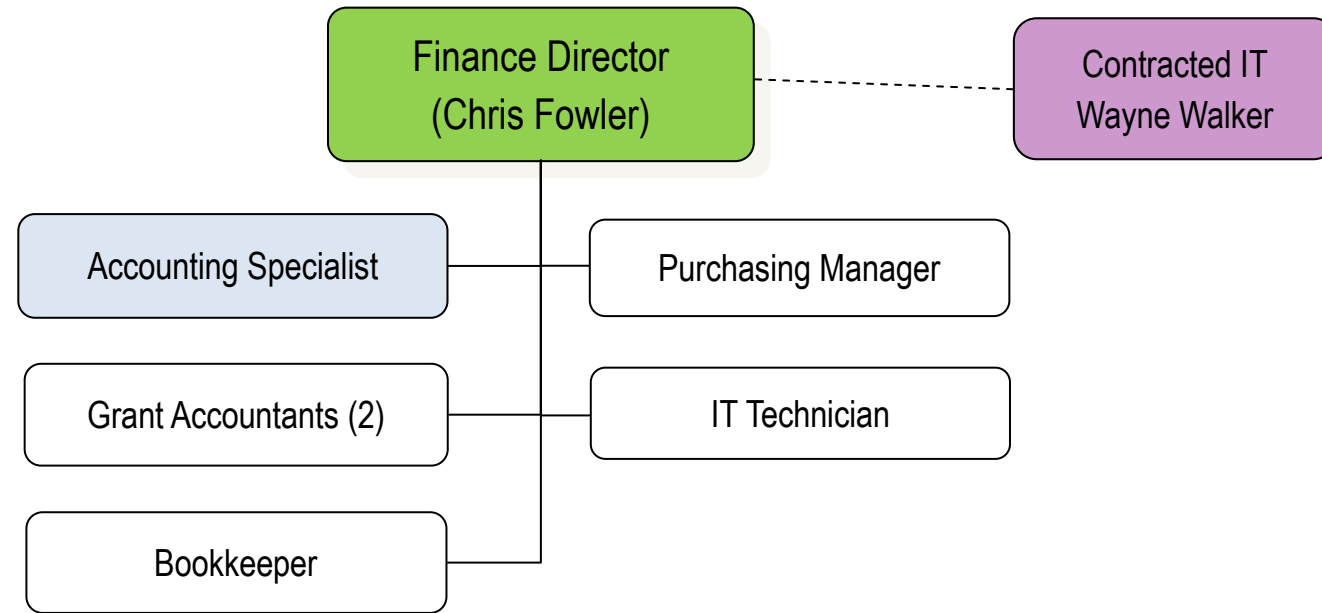 Finance Director
(Chris Fowler)
Contracted IT
Wayne Walker
Accounting Specialist
Purchasing Manager
Grant Accountants (2)
IT Technician
Bookkeeper